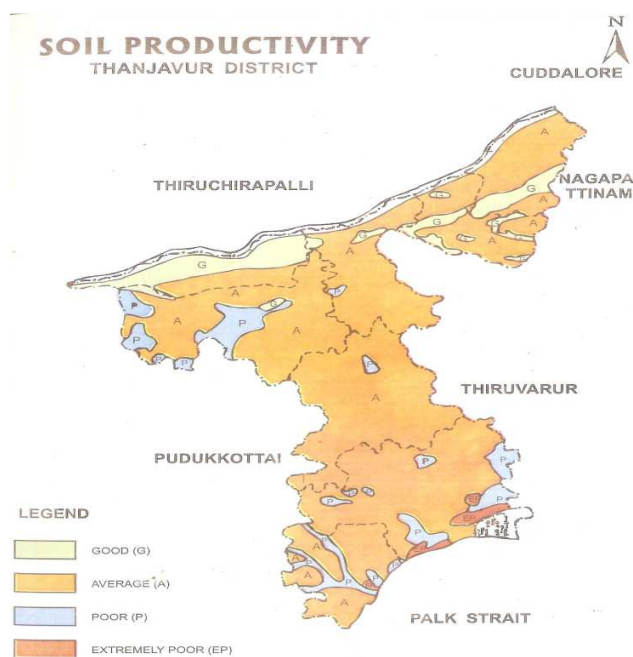 SOIL PRODUCTIVITY
THANJAVUR DISTRICT
N
CUDDALORE
THIRUCHIRAPALLI
NAGAPA
TTINAM
A
G
G
A
G
G
A
A
G
A
G
A
G
A
P
P
A
G
P
A
P
P
P
THIRUVARUR
A
PUDUKKOTTAI
P
P
P
P
EP
P
A
P
A
P
A
P
A
LEGEND
GOOD (G)
AVERAGE (A)
POOR (P)
EXTREMELY POOR (EP)
PALK STRAIT